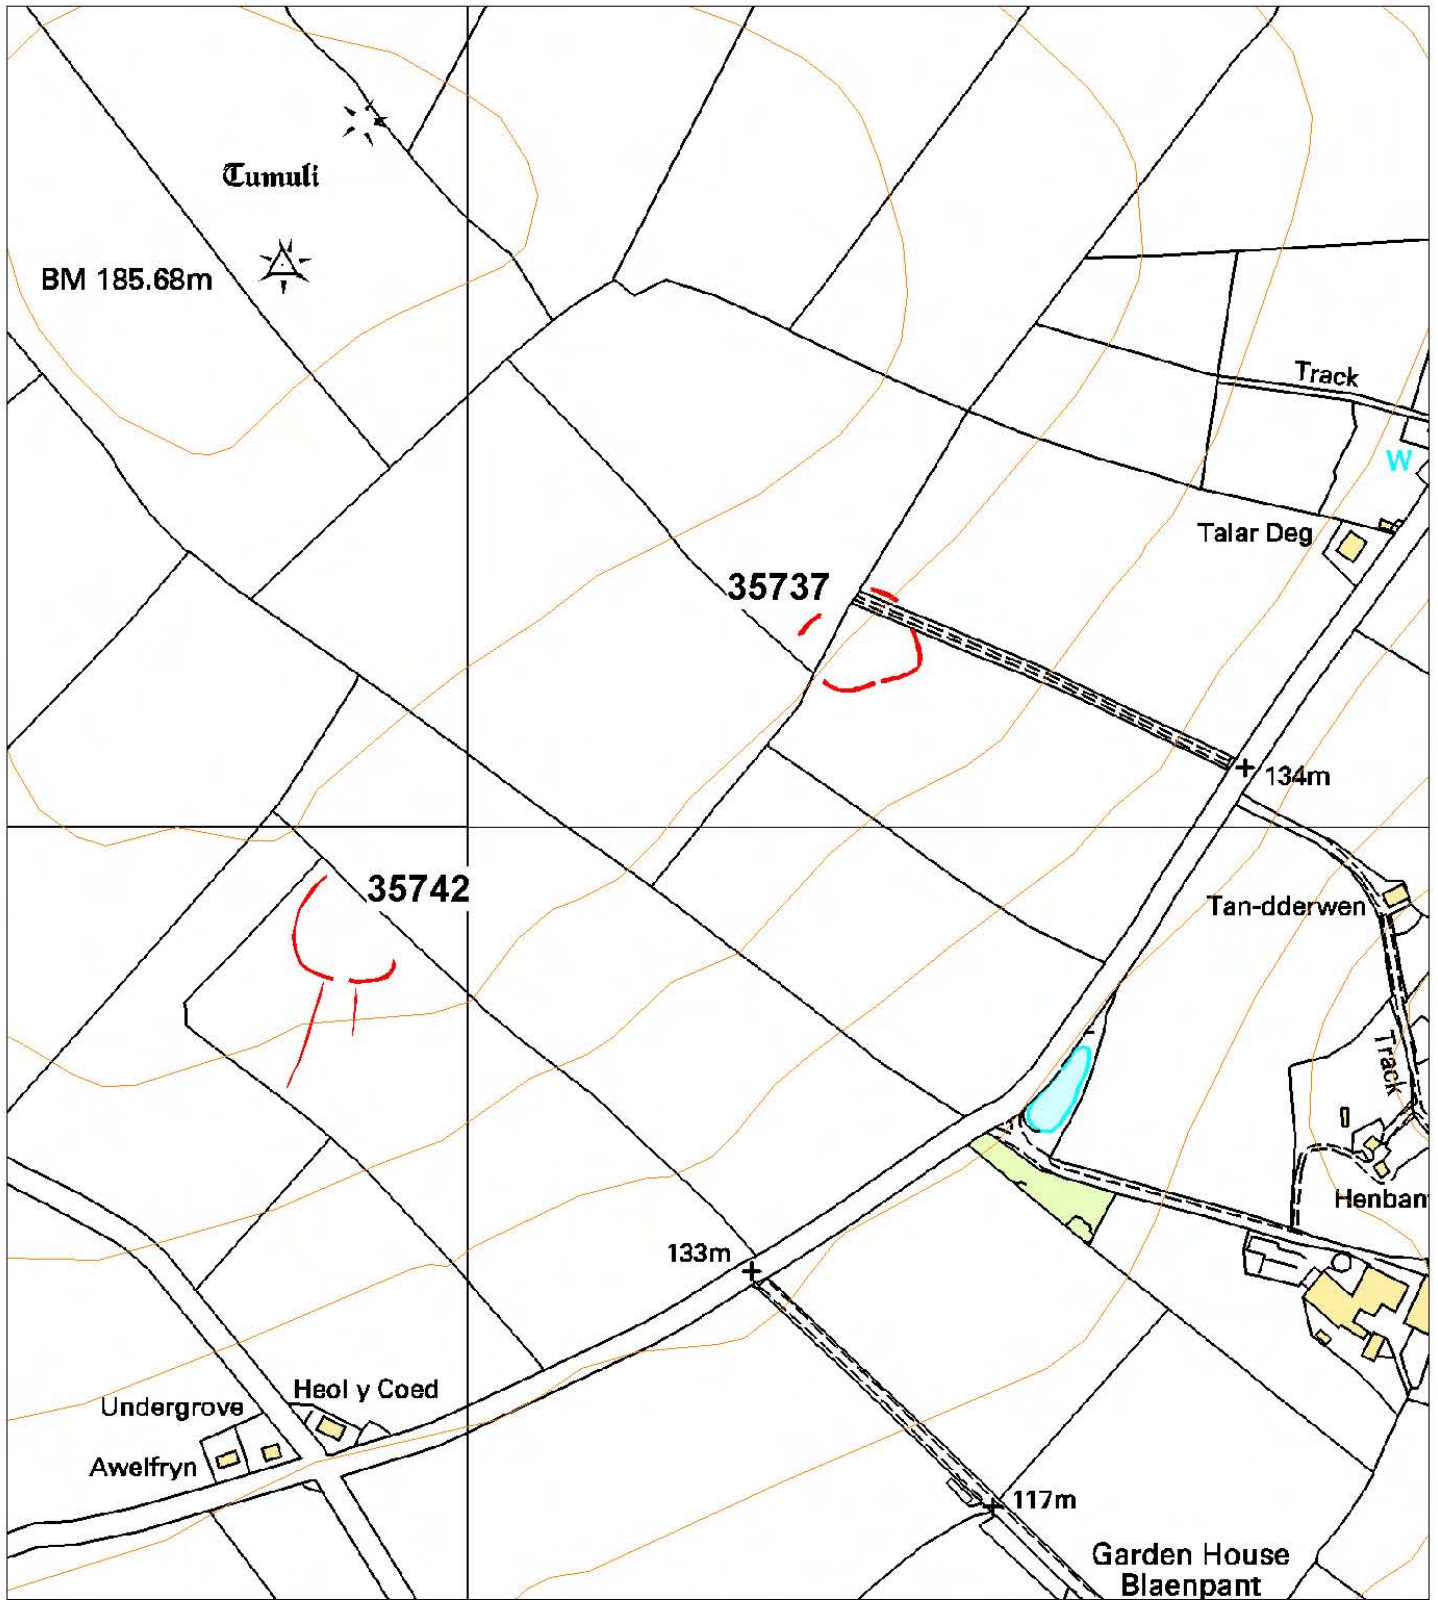 Tumuli
BM 185.68m
Track
W
Talar Deg
35737
134m
35742
Tan-dderwen
Track
Henban
133m
Heol y Coed
Undergrove
Awelfryn
117m
Garden House
Blaenpant